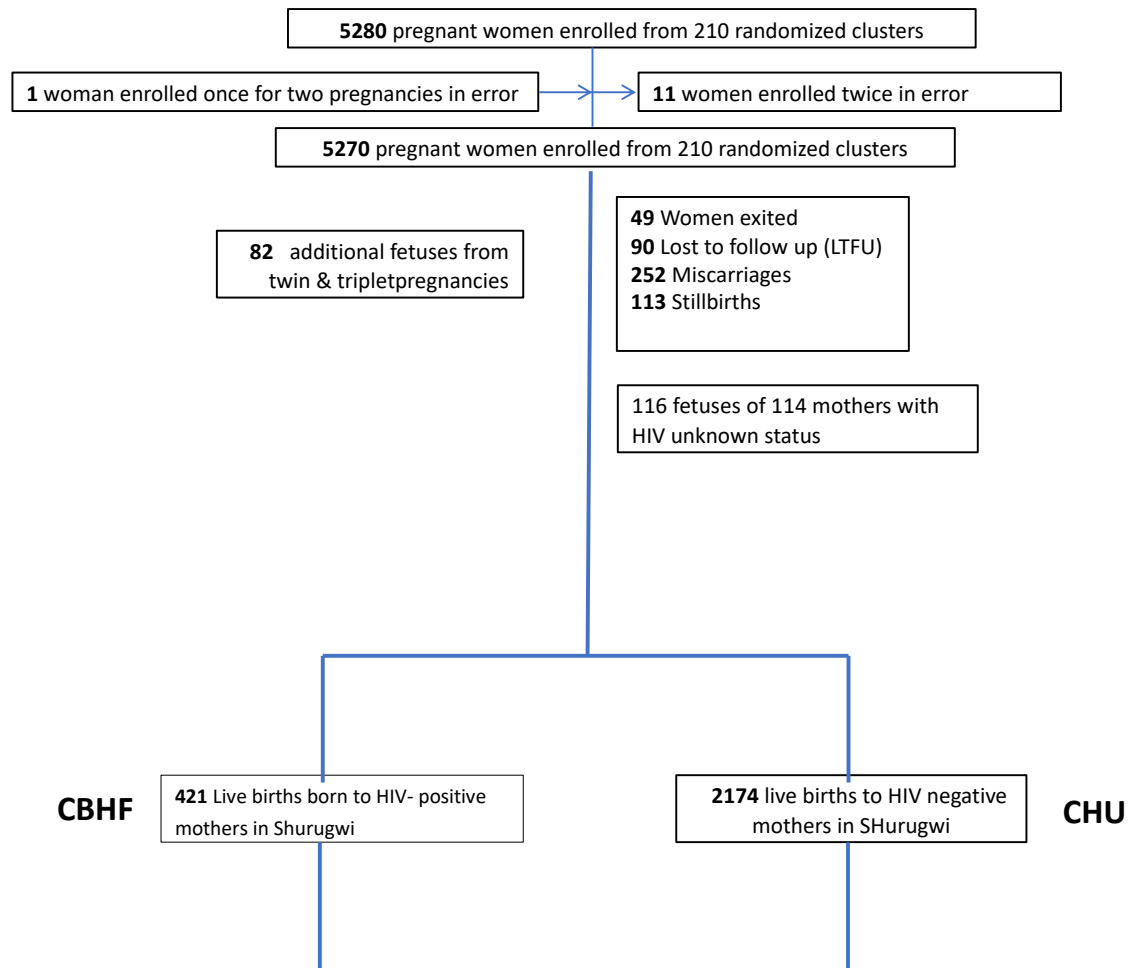 5280 pregnant women enrolled from 210 randomized clusters
1 woman enrolled once for two pregnancies in error
11 women enrolled twice in error
5270 pregnant women enrolled from 210 randomized clusters
82 additional fetuses from
twin & tripletpregnancies
49 Women exited
90 Lost to follow up (LTFU)
252 Miscarriages
113 Stillbirths
116 fetuses of 114 mothers with
HIV unknown status
CBHF
421 Live births born to HIV- positive
mothers in Shurugwi
2174 live births to HIV negative
mothers in SHurugwi
CHU